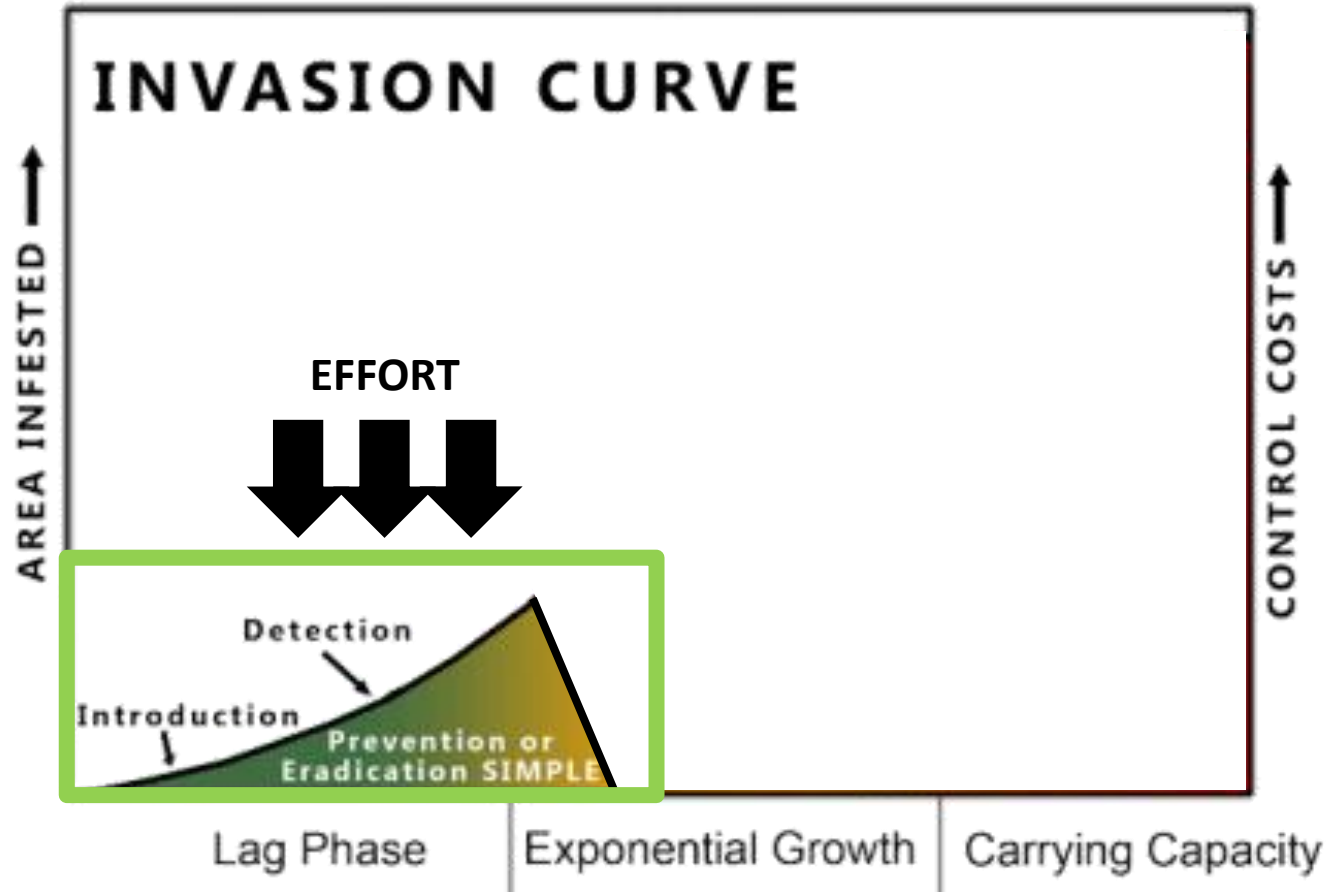 INVASION CURVE
AREA INFESTED
CONTROL COSTS
EFFORT
Detection
Introduction
Prevention or
Eradication SIMPLE
Lag Phase
Exponential Growth
Carrying Capacity